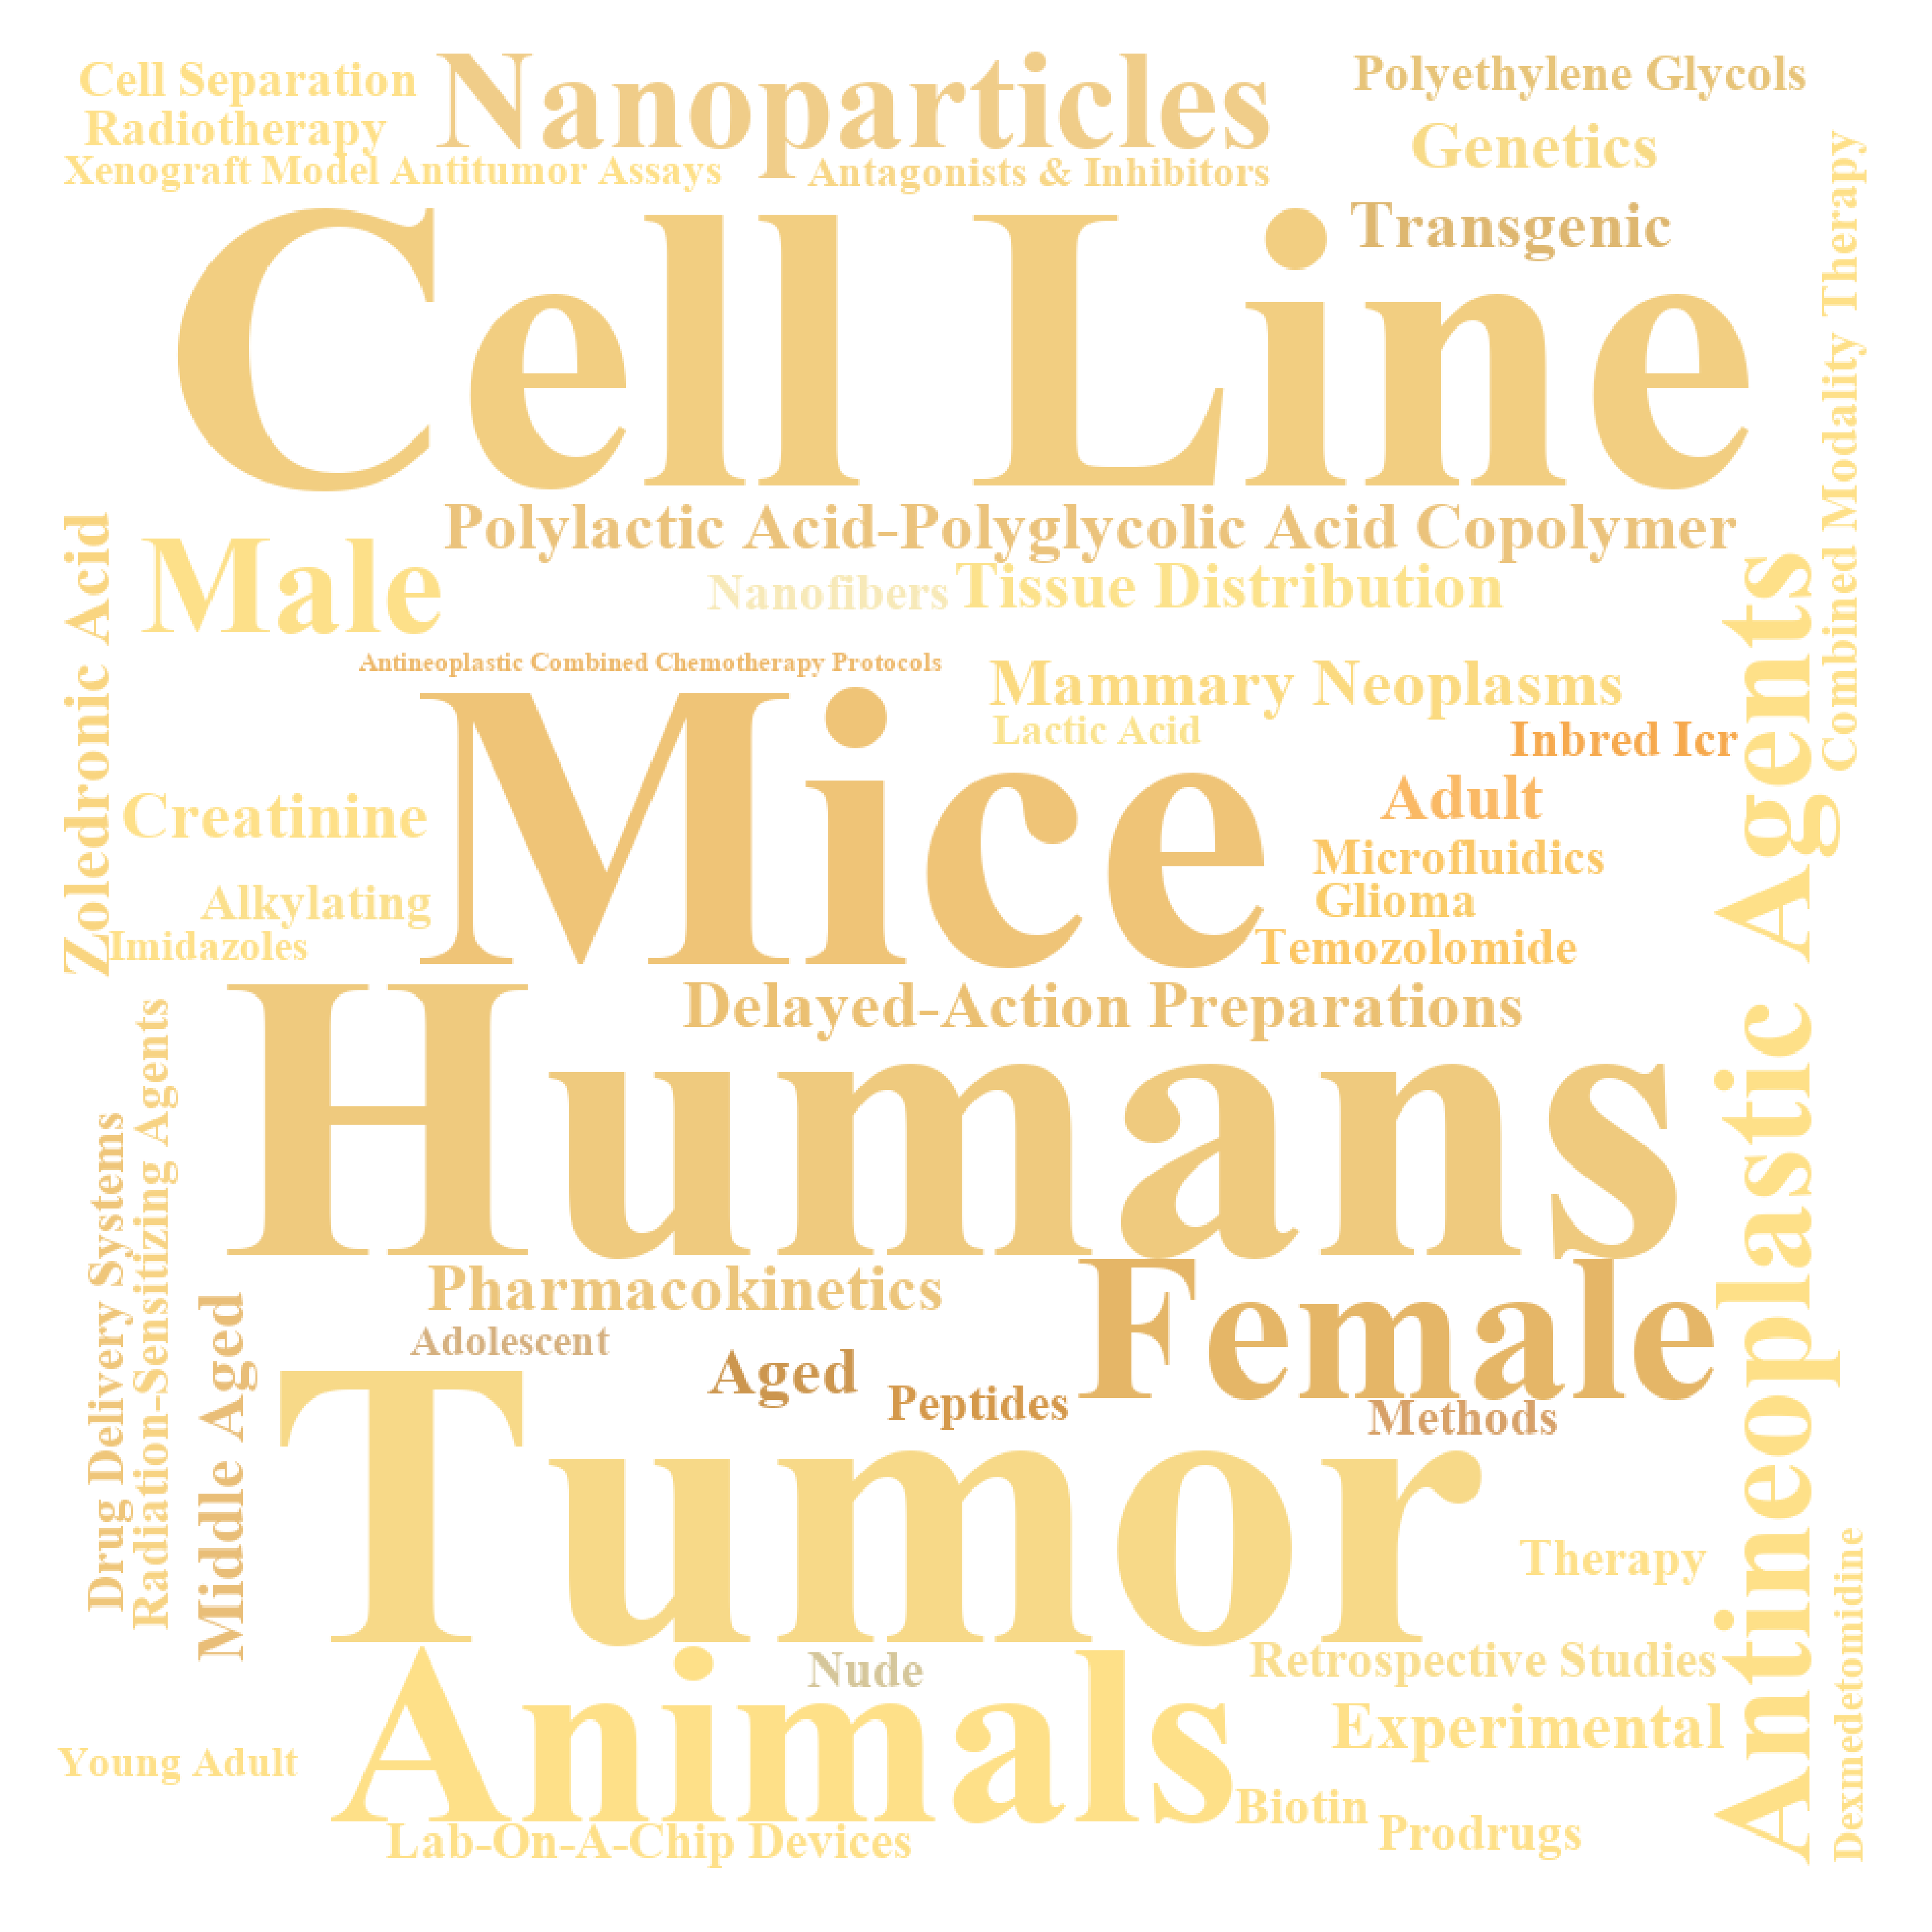 Cell Separation
Nanoparticles
Polyethylene Glycols
Radiotherapy
Genetics
Xenograft Model Antitumor Assays
Antagonists & Inhibitors
Transgenic
Combined Modality Therapy
Cell Line
Polylactic Acid-Polyglycolic Acid Copolymer
Male
Nanofibers
Tissue Distribution
Zoledronic Acid
Antineoplastic Combined Chemotherapy Protocols
Mammary Neoplasms
Lactic Acid
Inbred Icr
Mice
Adult
Creatinine
Microfluidics
Alkylating
Glioma
Imidazoles
Temozolomide
Antineoplastic Agents
Delayed-Action Preparations
Humans
Drug Delivery Systems
Radiation-Sensitizing Agents
Middle Aged
Pharmacokinetics
Female
Adolescent
Aged
Peptides
Methods
Tumor
Therapy
Dexmedetomidine
Nude
Retrospective Studies
Animals
Experimental
Young Adult
Biotin
Prodrugs
Lab-On-A-Chip Devices